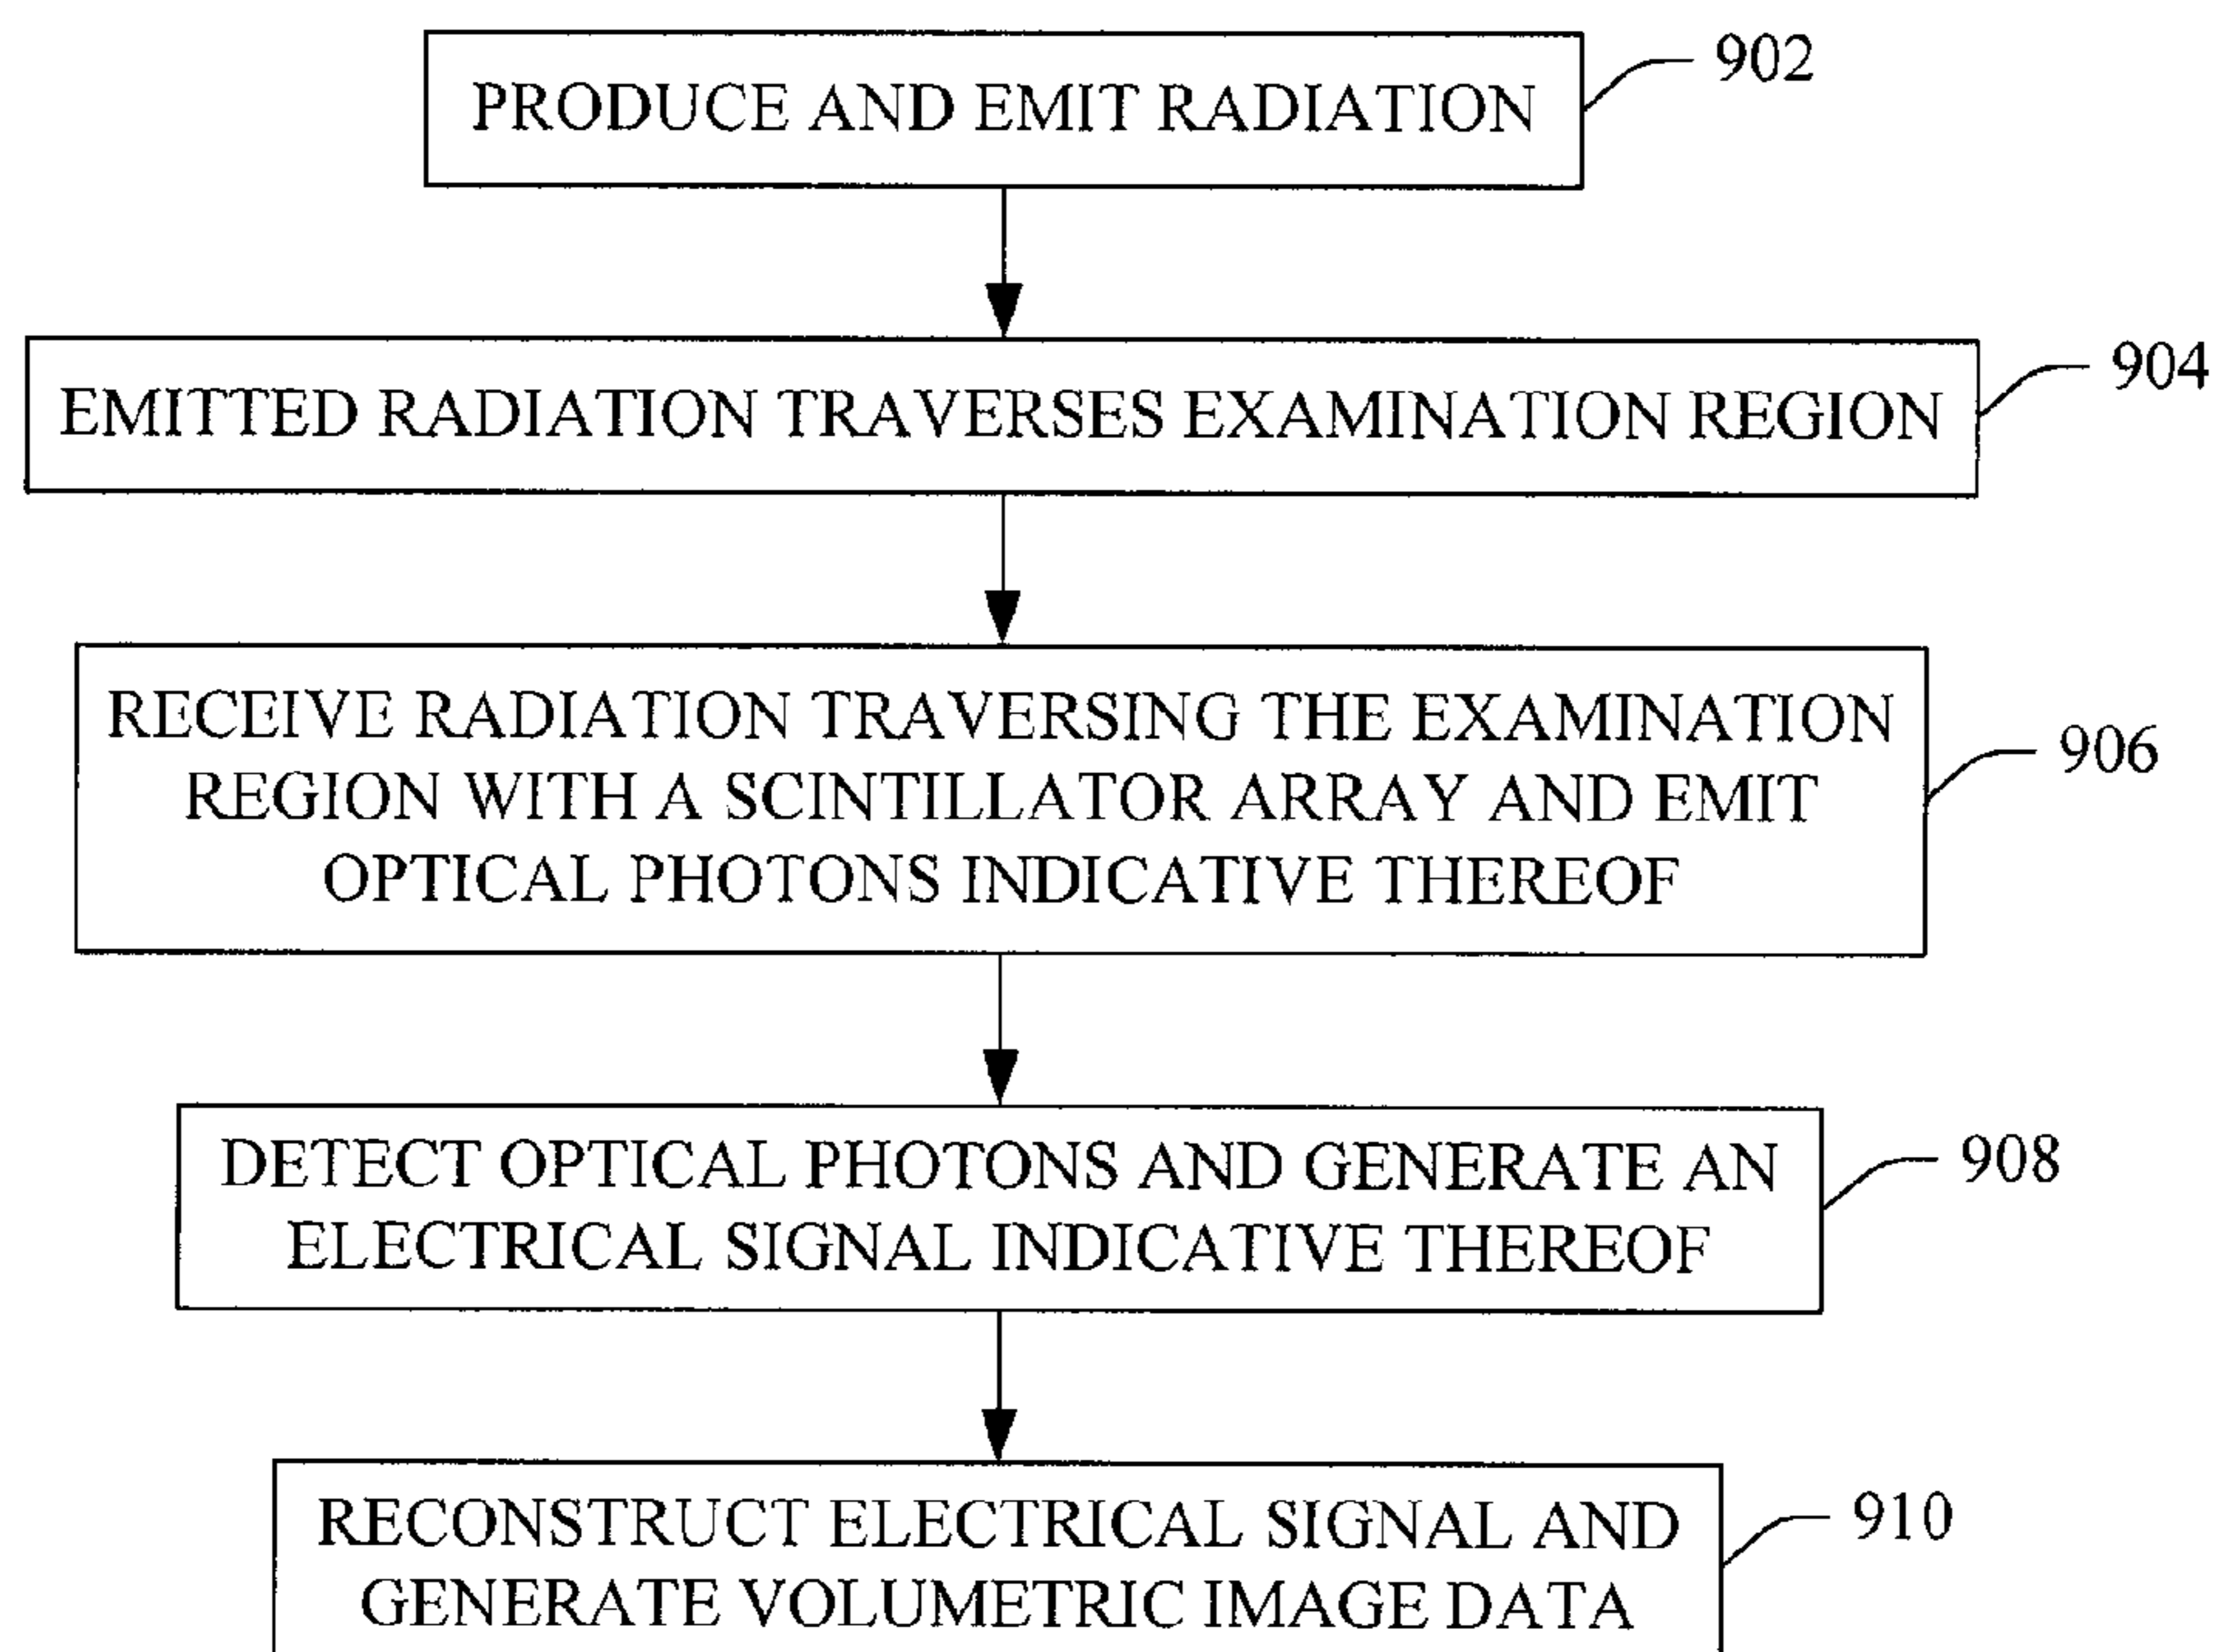 PRODUCE AND EMIT RADIATION
902
EMITTED RADIATION TRAVERSES EXAMINATION REGION
904
RECEIVE RADIATION TRAVERSING THE EXAMINATION
REGION WITH A SCINTILLATOR ARRAY AND EMIT
OPTICAL PHOTONS INDICATIVE THEREOF
906
DETECT OPTICAL PHOTONS AND GENERATE AN
ELECTRICAL SIGNAL INDICATIVE THEREOF
908
RECONSTRUCT ELECTRICAL SIGNAL AND
GENERATE VOLUMETRIC IMAGE DATA
910